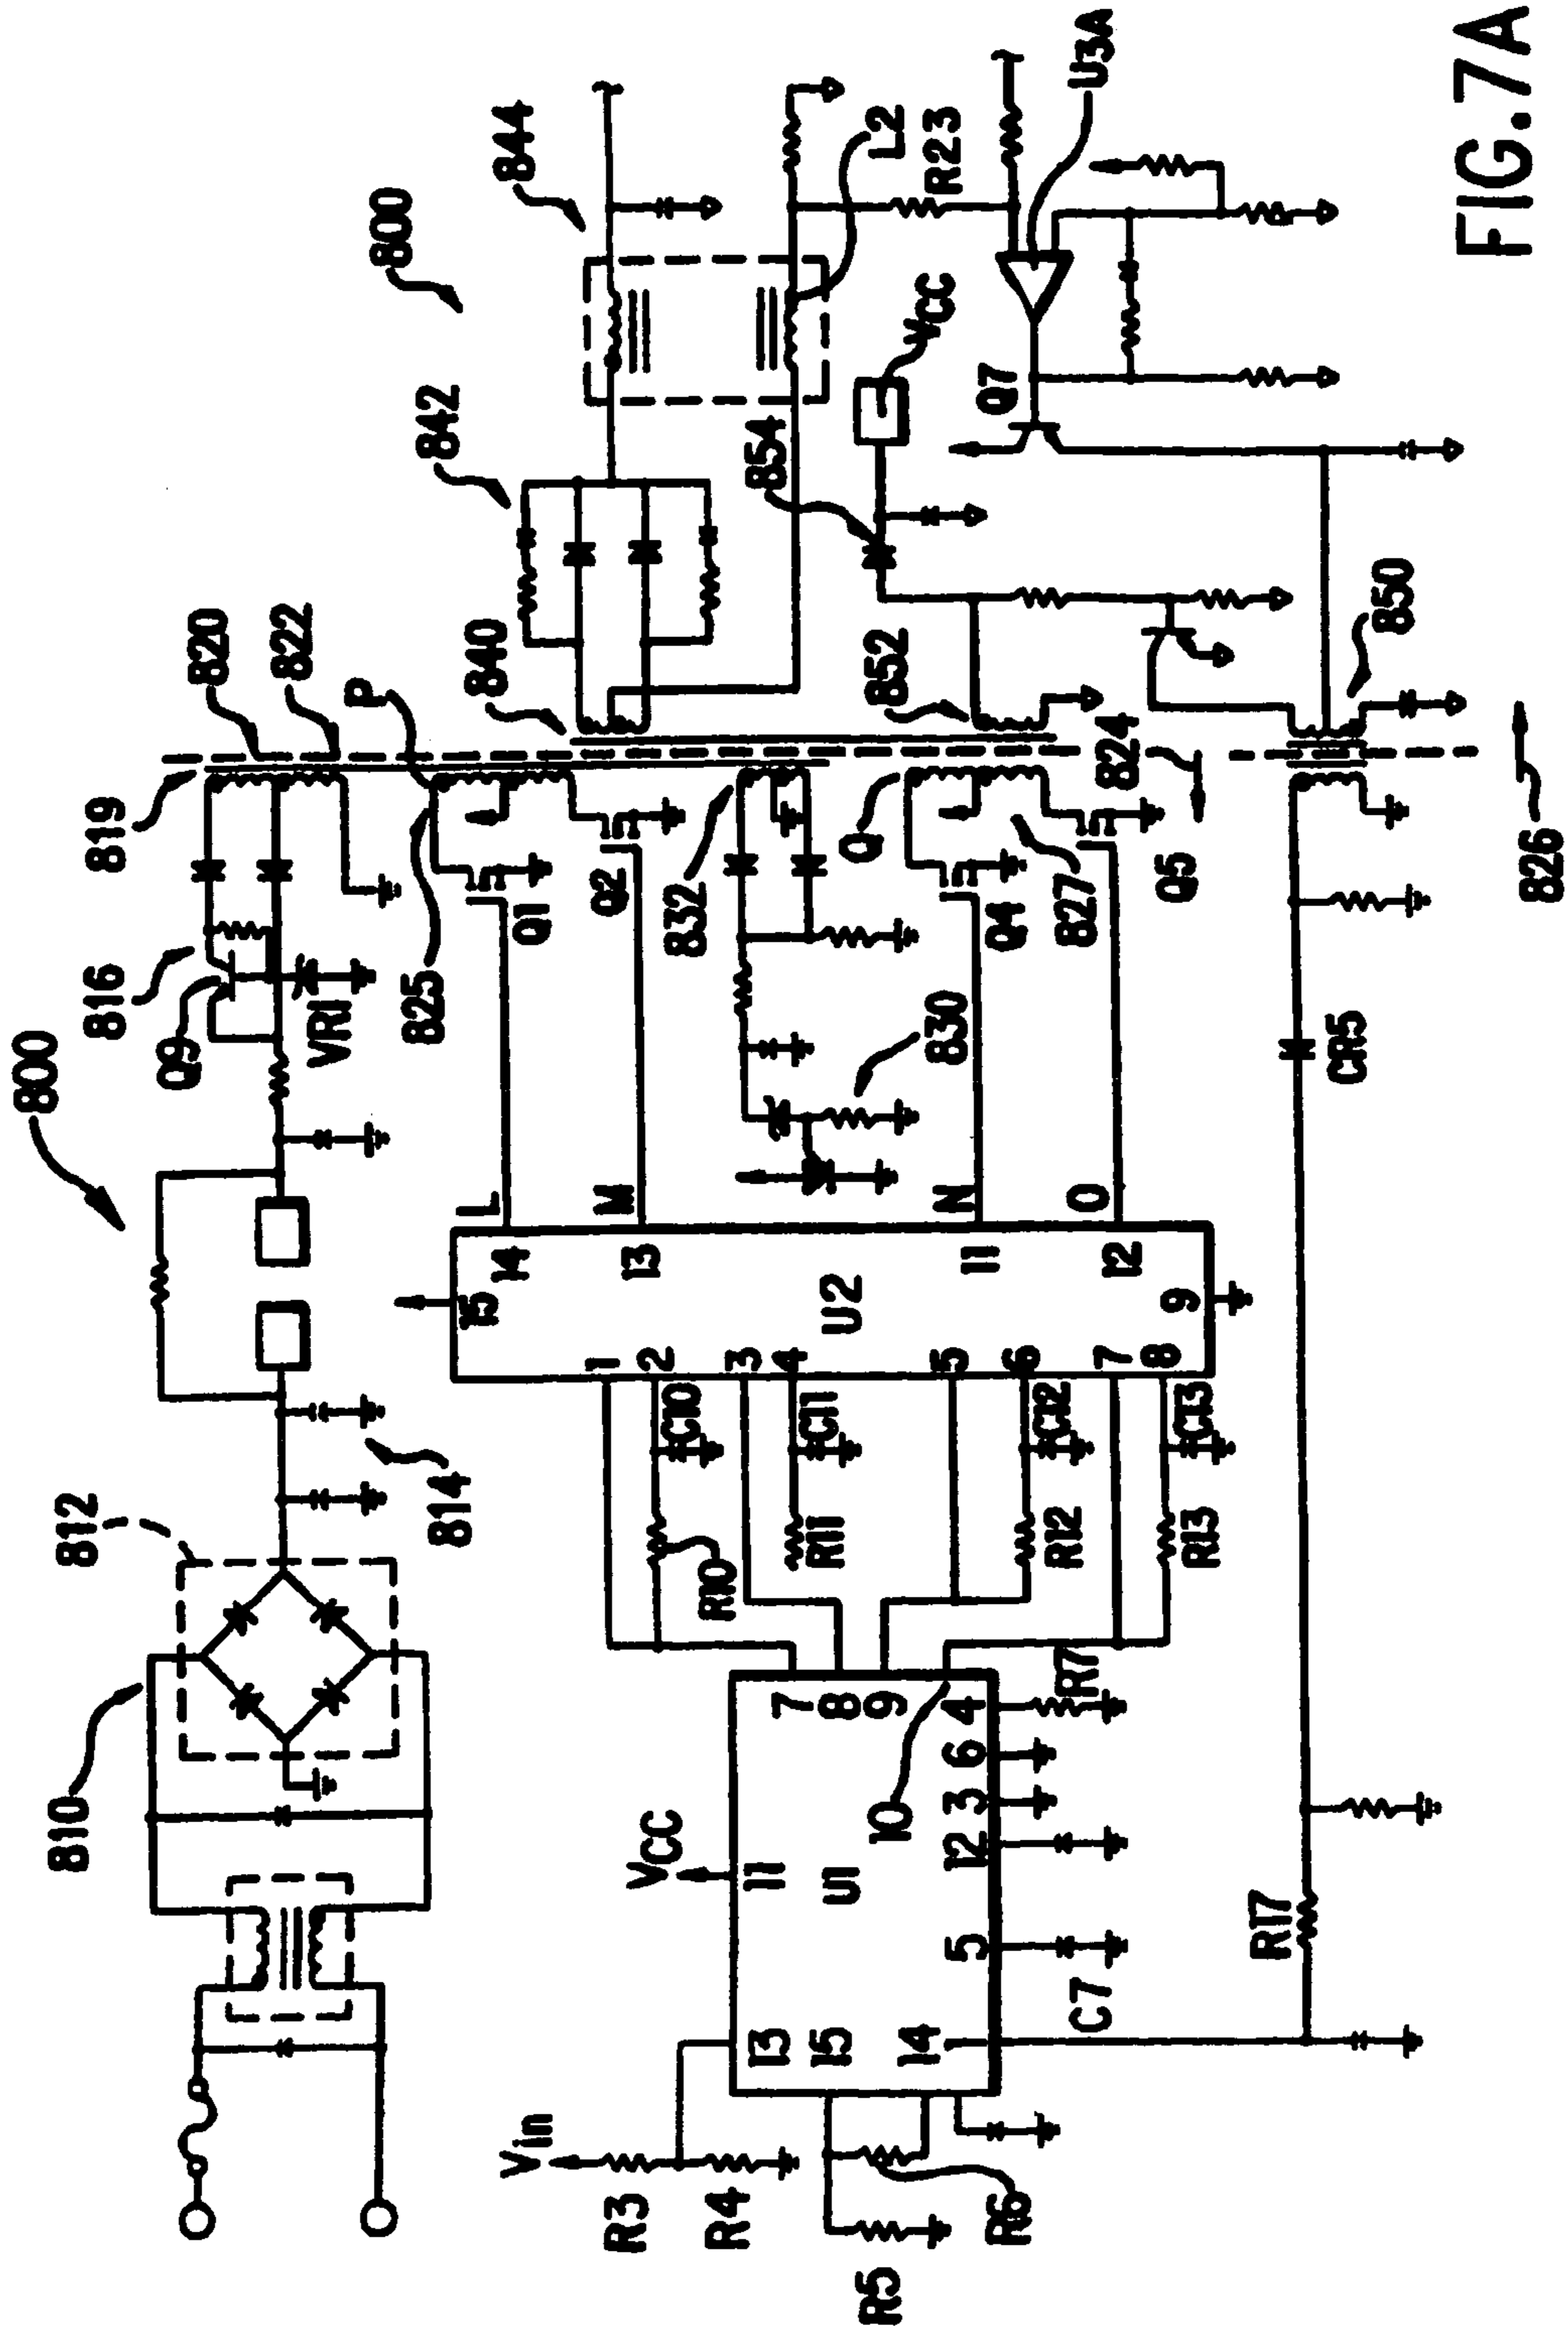 800
844
800
842
L2
R23
U3A
VCC
Q7
854
820
822
P
840
852
850
819
816
Q9
VR1
825
Q1
Q2
832
Q
Q4
827
824
Q5
826
830
CR5
812
814
810
L
M
N
O
15
14
13
11
12
9
U2
1
2
3
4
5
6
7
8
C10
C11
C12
C13
R10
R11
R12
R13
VCC
11
U1
7
8
9
10
4
6
3
12
5
13
15
14
R7
C7
R17
Vin
R3
R4
R5
R6
FIG.7A